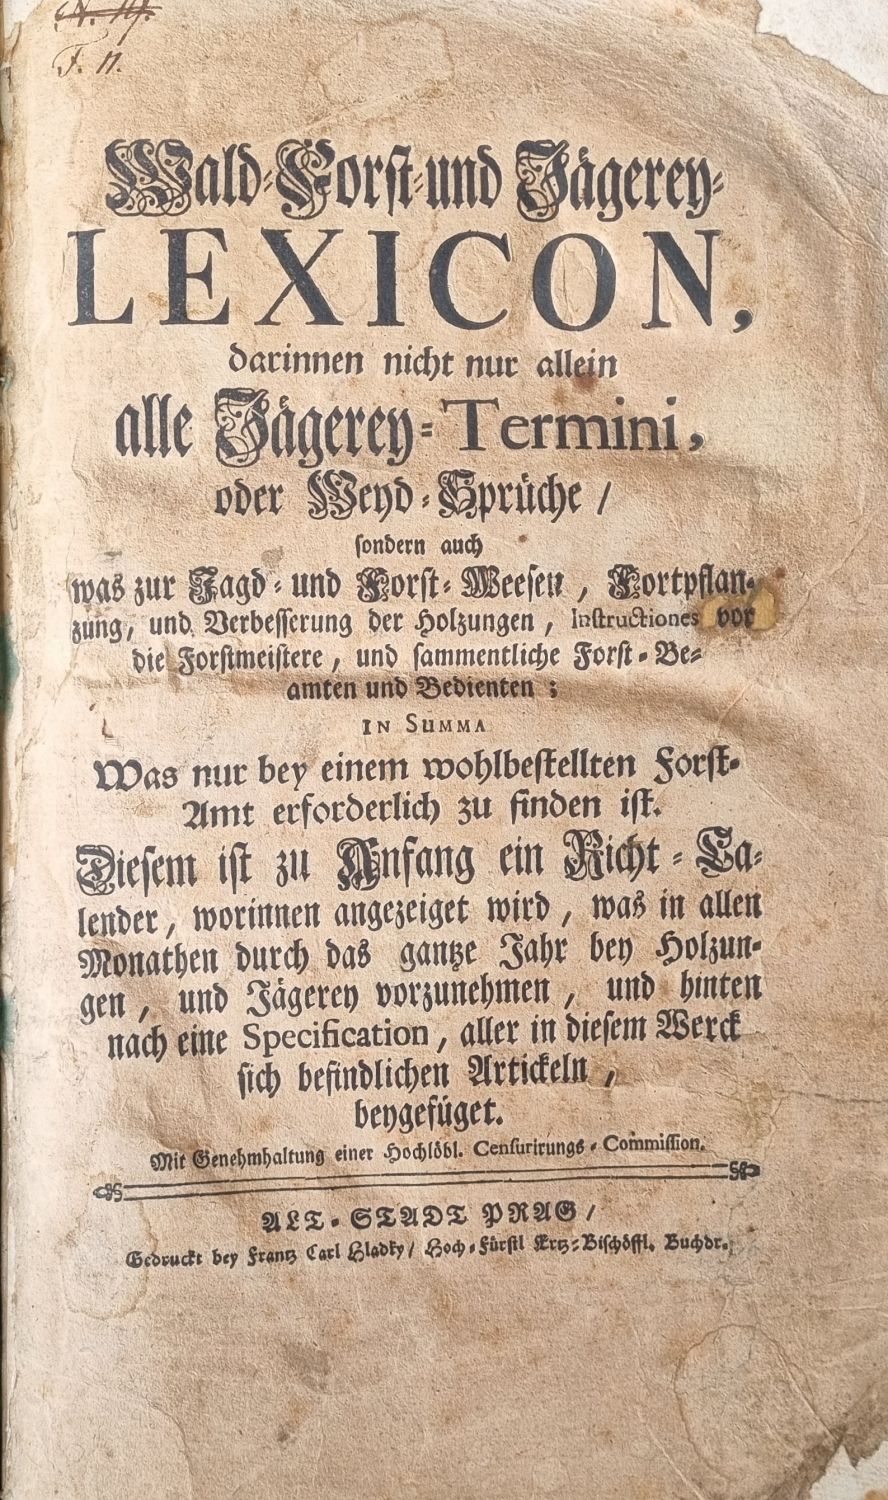 F. 11.
Wald-Forst-und Jägerey-
LEXICON,
darinnen nicht nur allein
alle Jägerey-Termini,
oder Weyd-Sprüche /
sondern auch
was zur Jagd-und Forst-Weesen, Fortpflan-
zung, und Verbesserung der Holzungen, Instructiones vor
die Forstmeistere, und sammentliche Forst-Be-
amten und Bedienten;
IN SUMMA
Was nur bey einem wohlbestellten Forst-
Amt erforderlich zu finden ist.
Diesem ist zu Anfang ein Richt-Ca-
lender, worinnen angezeiget wird, was in allen
Monathen durch das gantze Jahr bey Holzun-
gen, und Jägerey vorzunehmen, und hinten
nach eine Specification, aller in diesem Werck
sich befindlichen Artickeln,
beygefüget.
Mit Genehmhaltung einer Hochlöbl. Censurirungs-Commission.
ALT-STADT PRAG /
Gedruckt bey Frantz Carl Hladky / Hoch-Fürstl Ertz-Bischöffl. Buchdr.